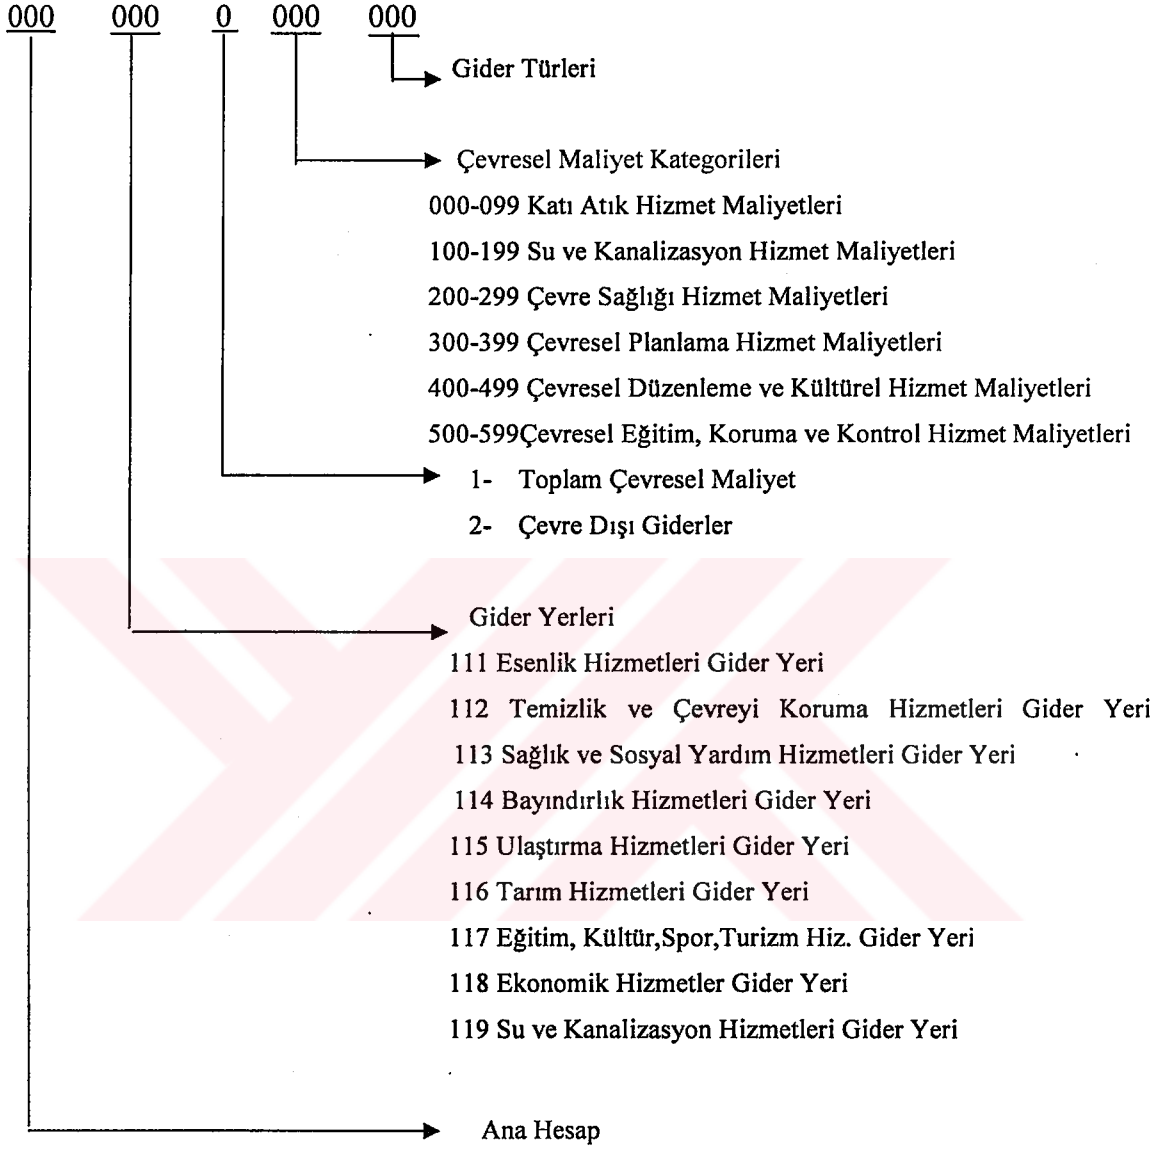 000 000 0 000 000
Gider Türleri
Çevresel Maliyet Kategorileri
000-099 Katı Atık Hizmet Maliyetleri
100-199 Su ve Kanalizasyon Hizmet Maliyetleri
200-299 Çevre Sağlığı Hizmet Maliyetleri
300-399 Çevresel Planlama Hizmet Maliyetleri
400-499 Çevresel Düzenleme ve Kültürel Hizmet Maliyetleri
500-599Çevresel Eğitim, Koruma ve Kontrol Hizmet Maliyetleri
1- Toplam Çevresel Maliyet
2- Çevre Dışı Giderler
Gider Yerleri
111 Esenlik Hizmetleri Gider Yeri
112 Temizlik ve Çevreyi Koruma Hizmetleri Gider Yeri
113 Sağlık ve Sosyal Yardım Hizmetleri Gider Yeri
114 Bayındırlık Hizmetleri Gider Yeri
115 Ulaştırma Hizmetleri Gider Yeri
116 Tarım Hizmetleri Gider Yeri
117 Eğitim, Kültür,Spor,Turizm Hiz. Gider Yeri
118 Ekonomik Hizmetler Gider Yeri
119 Su ve Kanalizasyon Hizmetleri Gider Yeri
Ana Hesap